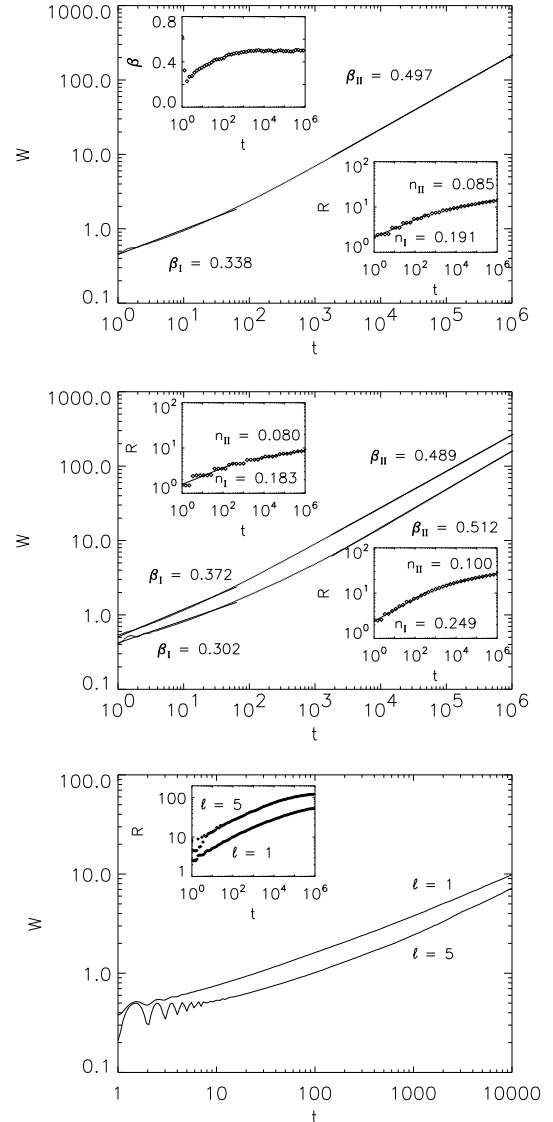 1000.0
100.0
10.0
1.0
0.1
W
10^0 10^1 10^2 10^3 10^4 10^5 10^6
t
β_II = 0.497
β_I = 0.338
0.8
0.4
0.0
β
10^0 10^2 10^4 10^6
t
10^2
10^1
10^0
R
n_II = 0.085
n_I = 0.191
10^0 10^2 10^4 10^6
t
1000.0
100.0
10.0
1.0
0.1
W
10^0 10^1 10^2 10^3 10^4 10^5 10^6
t
10^2
10^1
10^0
R
n_II = 0.080
n_I = 0.183
10^0 10^2 10^4 10^6
t
β_II = 0.489
β_II = 0.512
β_I = 0.372
β_I = 0.302
10^2
10^1
10^0
R
n_II = 0.100
n_I = 0.249
10^0 10^2 10^4 10^6
t
100.0
10.0
1.0
0.1
W
1 10 100 1000 10000
t
100
10
1
R
ℓ = 5
ℓ = 1
10^0 10^2 10^4 10^6
t
ℓ = 1
ℓ = 5